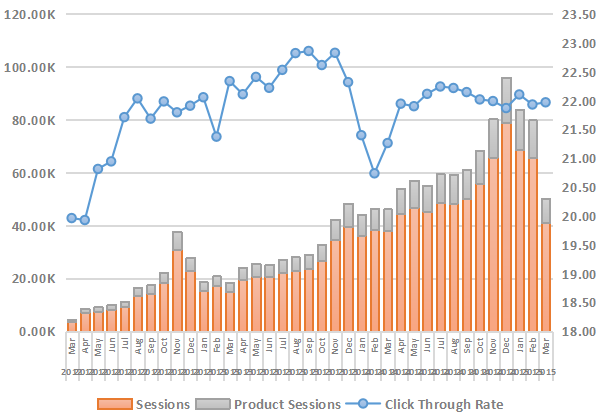 120.00K
100.00K
80.00K
60.00K
40.00K
20.00K
0.00K
23.50
23.00
22.50
22.00
21.50
21.00
20.50
20.00
19.50
19.00
18.50
18.00
Mar Apr May Jun Jul Aug Sep Oct Nov Dec Jan Feb Mar Apr May Jun Jul Aug Sep Oct Nov Dec Jan Feb Mar Apr May Jun Jul Aug Sep Oct Nov Dec Jan Feb Mar
Sessions Product Sessions Click Through Rate